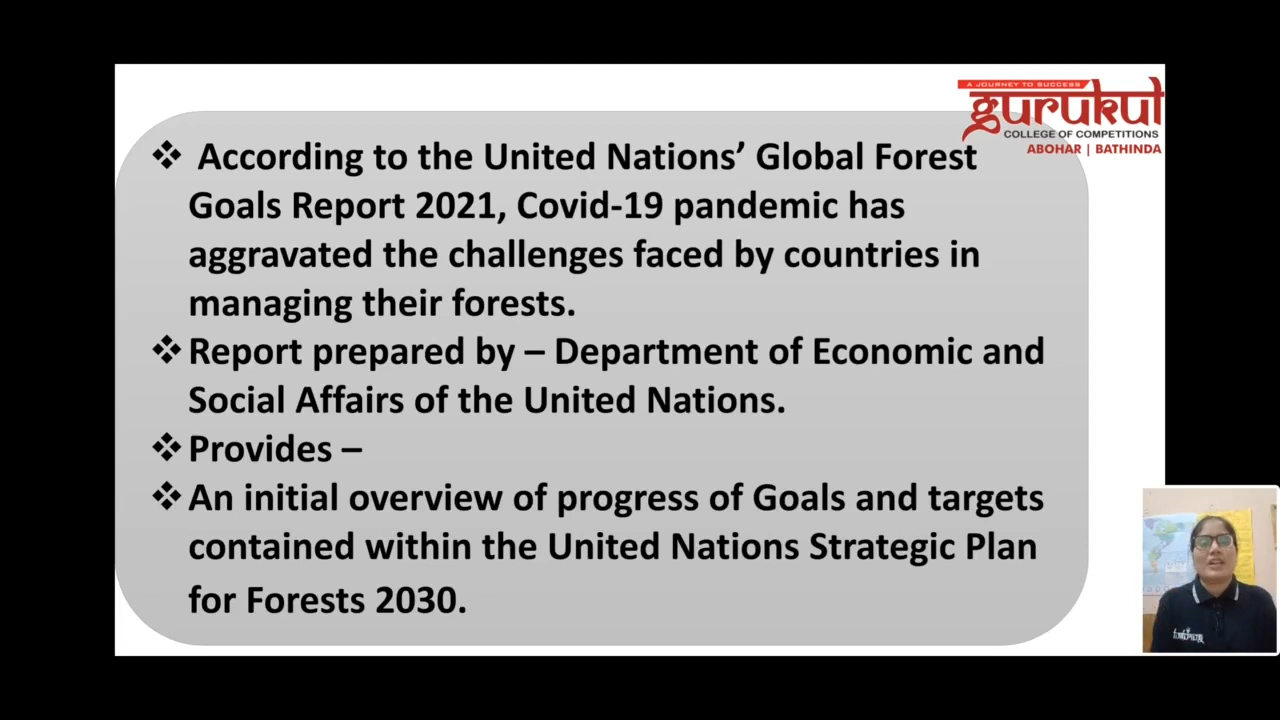 A JOURNEY TO SUCCESS
gurukul
COLLEGE OF COMPETITIONS
ABOHAR | BATHINDA
❖ According to the United Nations’ Global Forest
Goals Report 2021, Covid-19 pandemic has
aggravated the challenges faced by countries in
managing their forests.
❖ Report prepared by – Department of Economic and
Social Affairs of the United Nations.
❖ Provides –
❖ An initial overview of progress of Goals and targets
contained within the United Nations Strategic Plan
for Forests 2030.